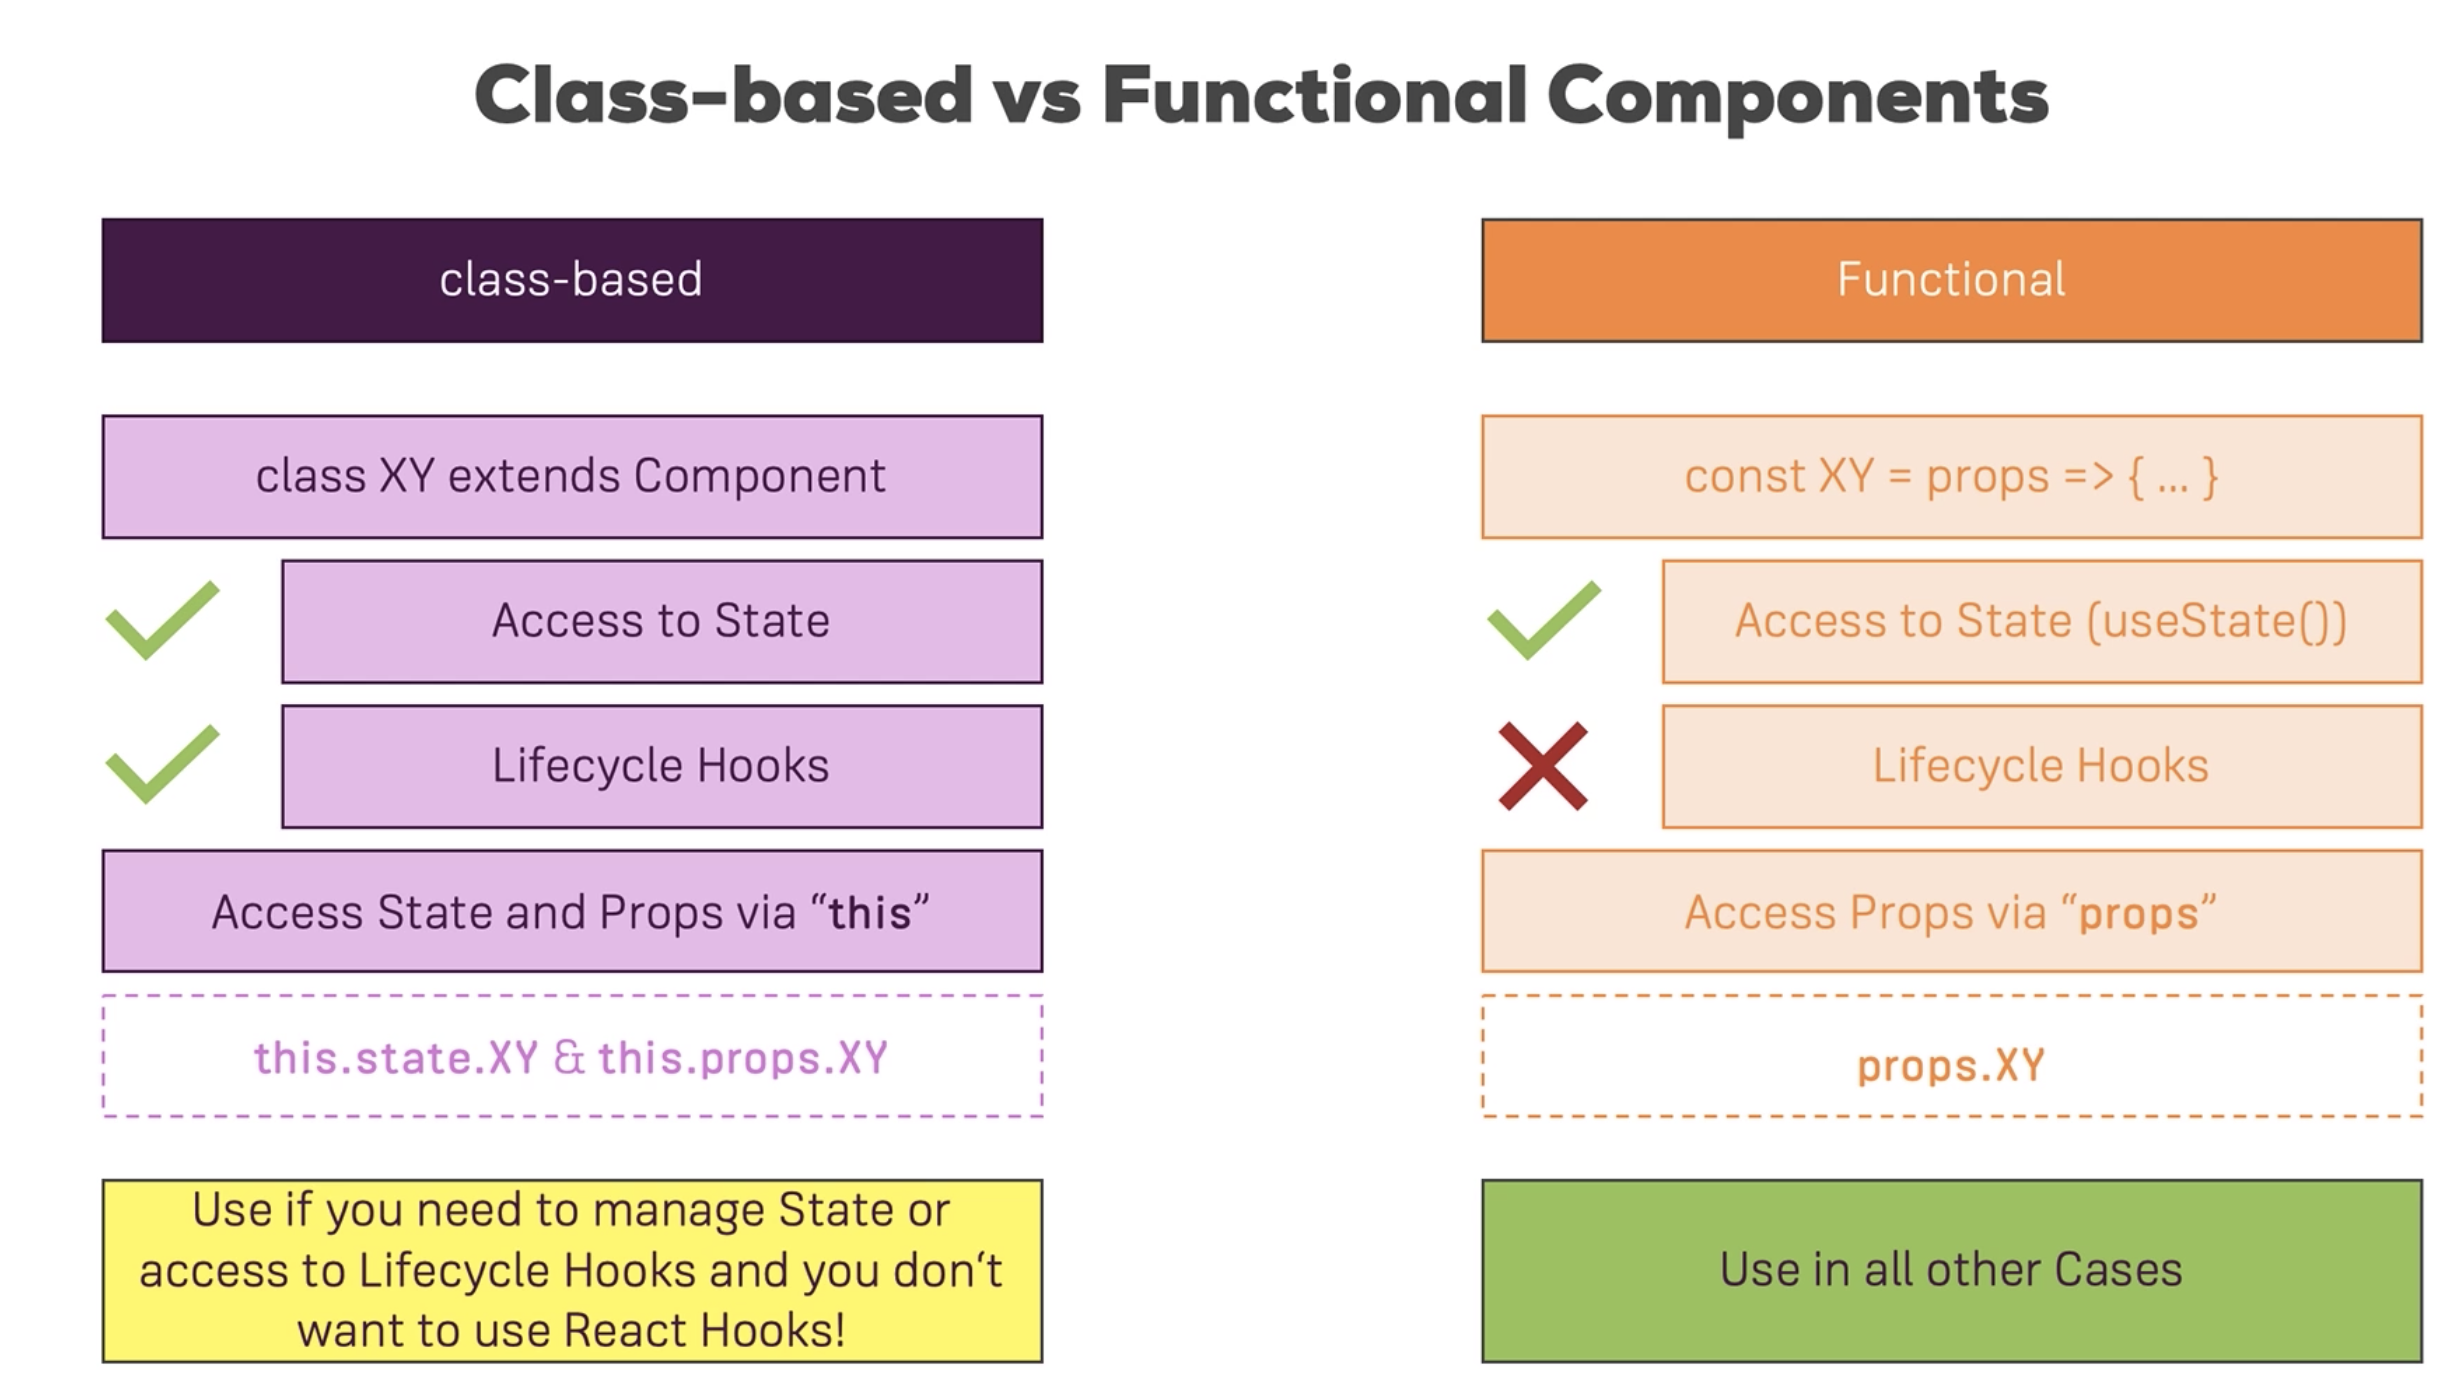 Class-based vs Functional Components
class-based
Functional
class XY extends Component
const XY = props => { ... }
Access to State
Access to State (useState())
Lifecycle Hooks
Lifecycle Hooks
Access State and Props via “this”
Access Props via “props”
this.state.XY & this.props.XY
props.XY
Use if you need to manage State or
access to Lifecycle Hooks and you don‘t
want to use React Hooks!
Use in all other Cases